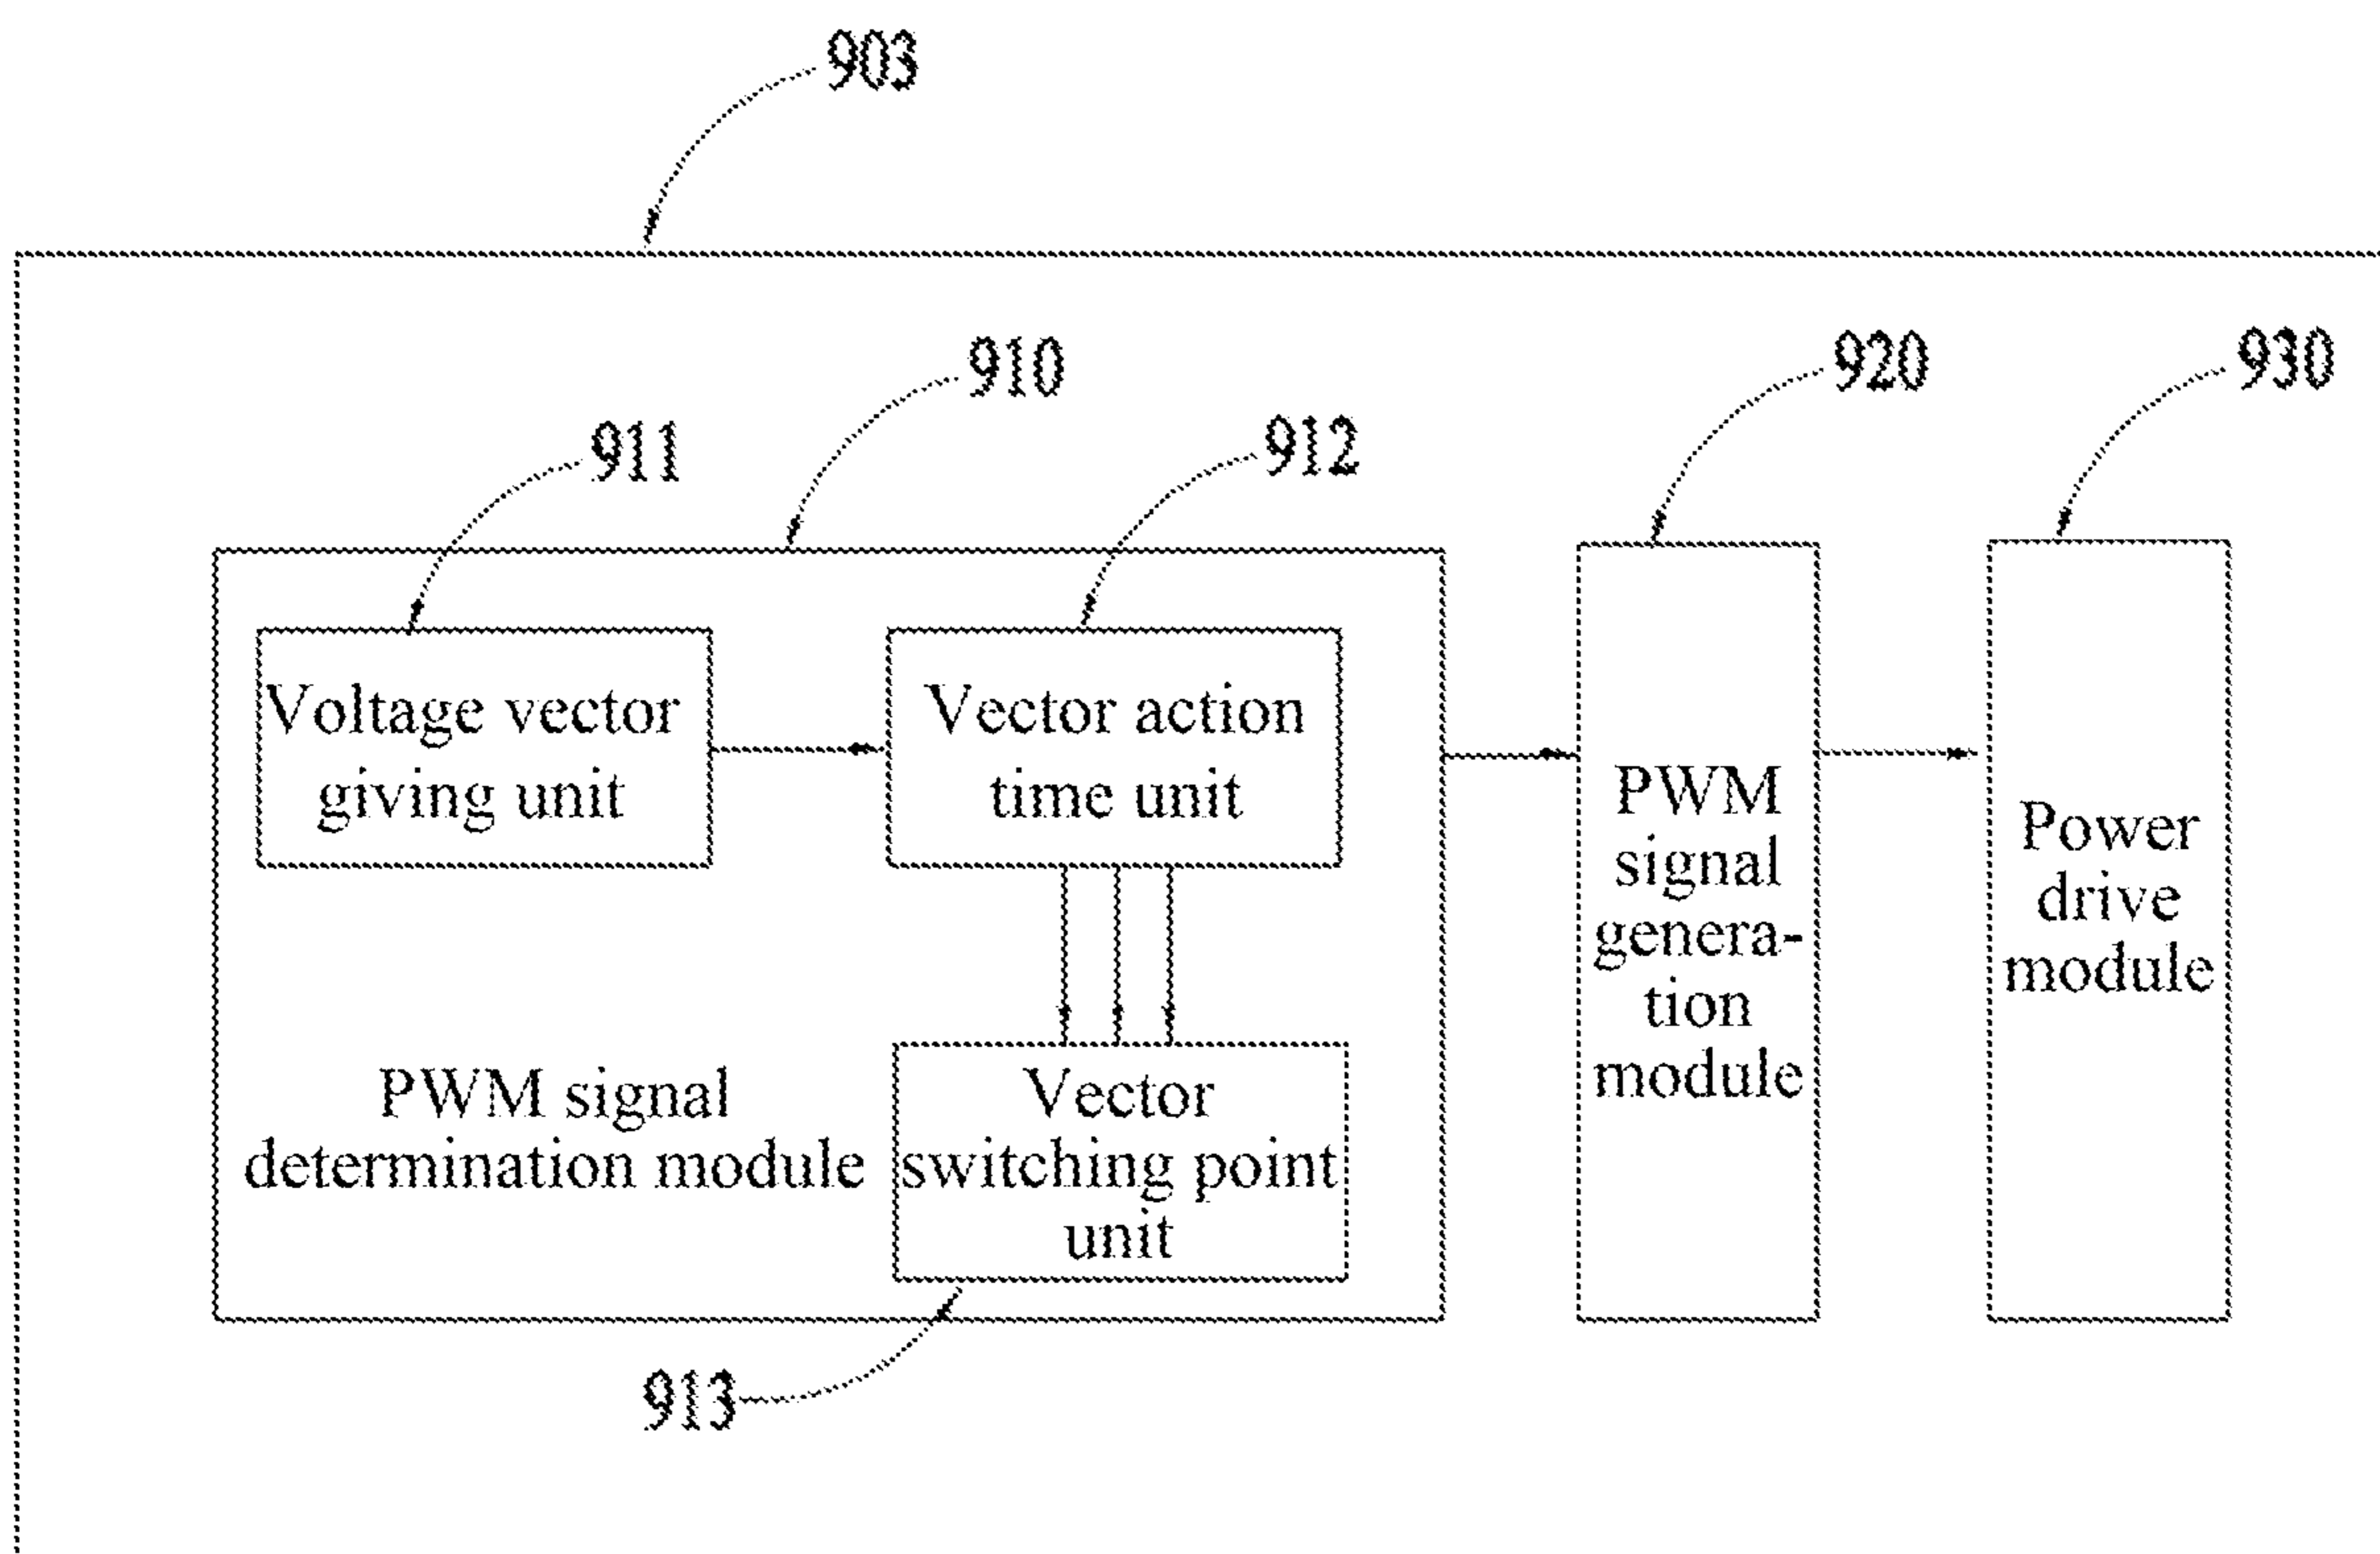 903
910
920
930
911
912
Voltage vector
giving unit
Vector action
time unit
PWM
signal
genera-
tion
module
Power
drive
module
PWM signal
determination module
Vector
switching point
unit
913